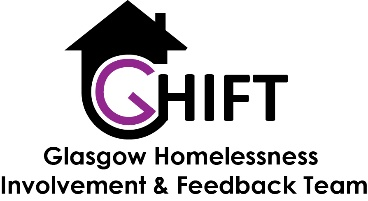 GHIFT
Glasgow Homelessness
Involvement & Feedback Team